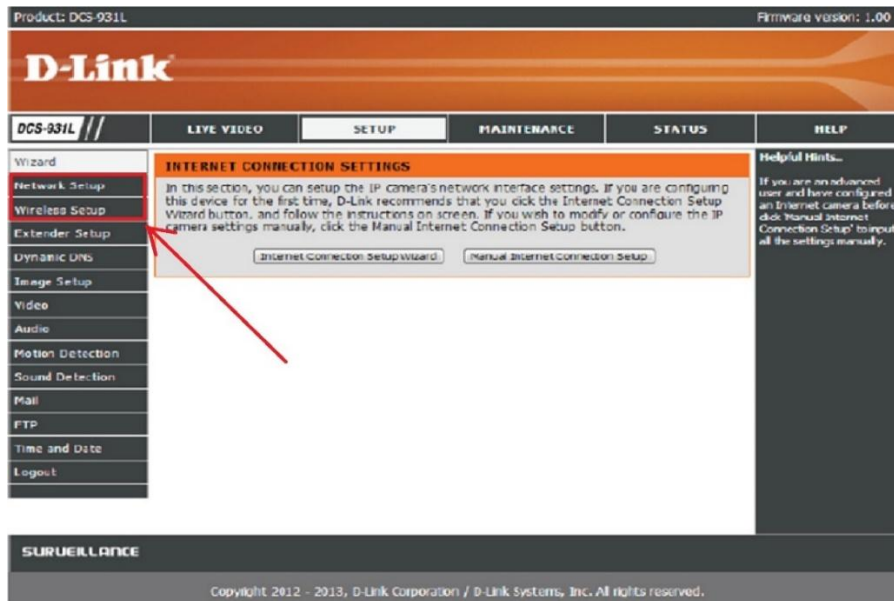 Product: DCS-931L
Firmware version: 1.00
D-Link
DCS-931L
LIVE VIDEO
SETUP
MAINTENANCE
STATUS
HELP
Wizard
Network Setup
Wireless Setup
Extender Setup
Dynamic DNS
Image Setup
Video
Audio
Motion Detection
Sound Detection
Mail
FTP
Time and Date
Logout
INTERNET CONNECTION SETTINGS
In this section, you can setup the IP camera's network interface settings. If you are configuring
this device for the first time, D-Link recommends that you click the Internet Connection Setup
Wizard button, and follow the instructions on screen. If you wish to modify or configure the IP
camera settings manually, click the Manual Internet Connection Setup button.
Internet Connection Setup Wizard
Manual Internet Connection Setup
Helpful Hints..
If you are an advanced
user and have configured
an Internet camera before
click 'Manual Internet
Connection Setup' to input
all the settings manually.
SURVEILLANCE
Copyright 2012 - 2013, D-Link Corporation / D-Link Systems, Inc. All rights reserved.